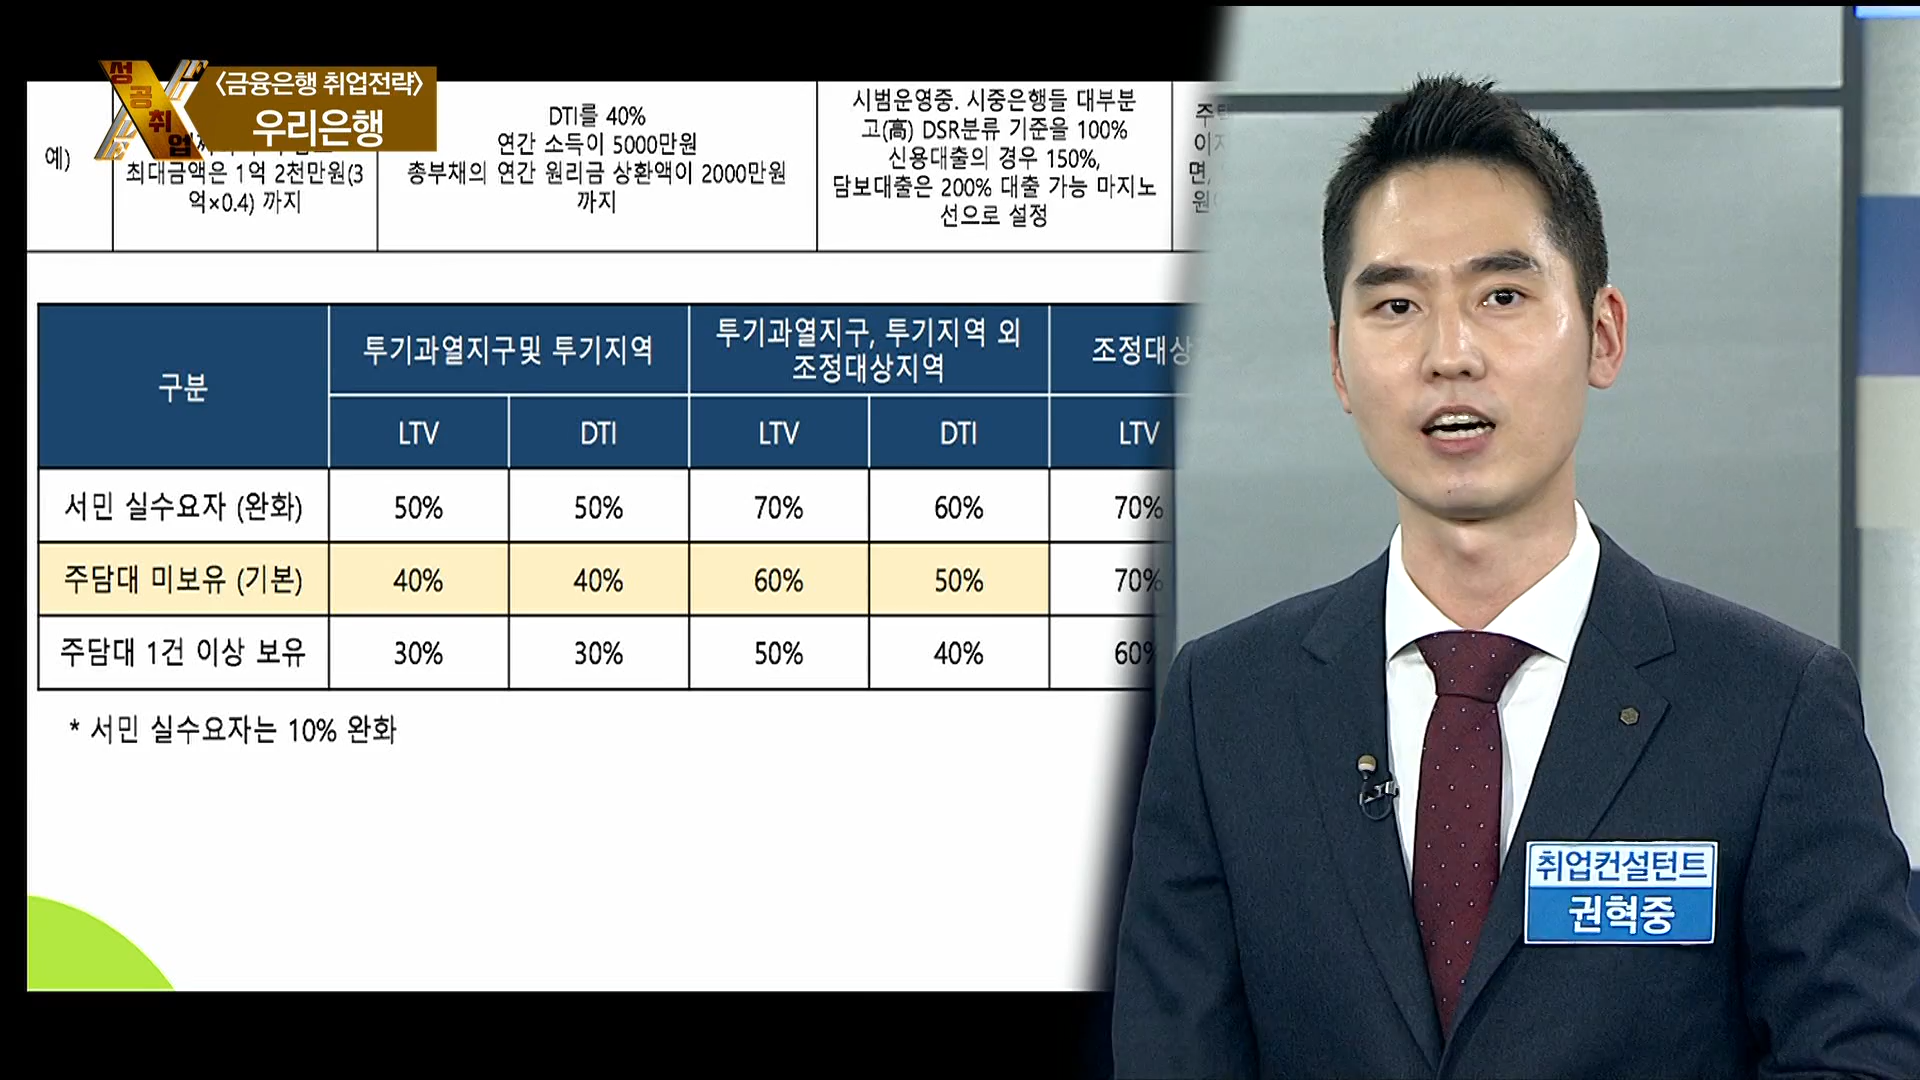 성공취업
〈금융은행 취업전략〉
우리은행
예)
최대금액은 1억 2천만원(3
억×0.4) 까지
DTI를 40%
연간 소득이 5000만원
총부채의 연간 원리금 상환액이 2000만원
까지
시범운영중. 시중은행들 대부분
고(高) DSR분류 기준을 100%
신용대출의 경우 150%,
담보대출은 200% 대출 가능 마지노
선으로 설정
구분
투기과열지구및 투기지역
투기과열지구, 투기지역 외
조정대상지역
조정대상
LTV DTI LTV DTI LTV
서민 실수요자 (완화) 50% 50% 70% 60% 70%
주담대 미보유 (기본) 40% 40% 60% 50% 70%
주담대 1건 이상 보유 30% 30% 50% 40% 60%
* 서민 실수요자는 10% 완화
취업컨설턴트
권혁중